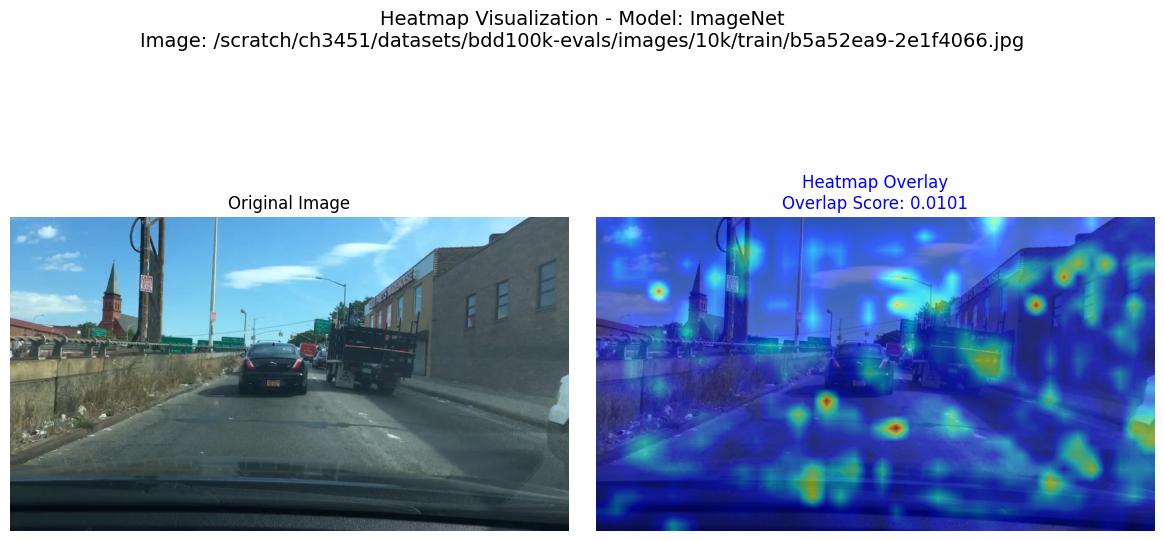 Heatmap Visualization - Model: ImageNet
Image: /scratch/ch3451/datasets/bdd100k-evals/images/10k/train/b5a52ea9-2e1f4066.jpg
Original Image
Heatmap Overlay
Overlap Score: 0.0101